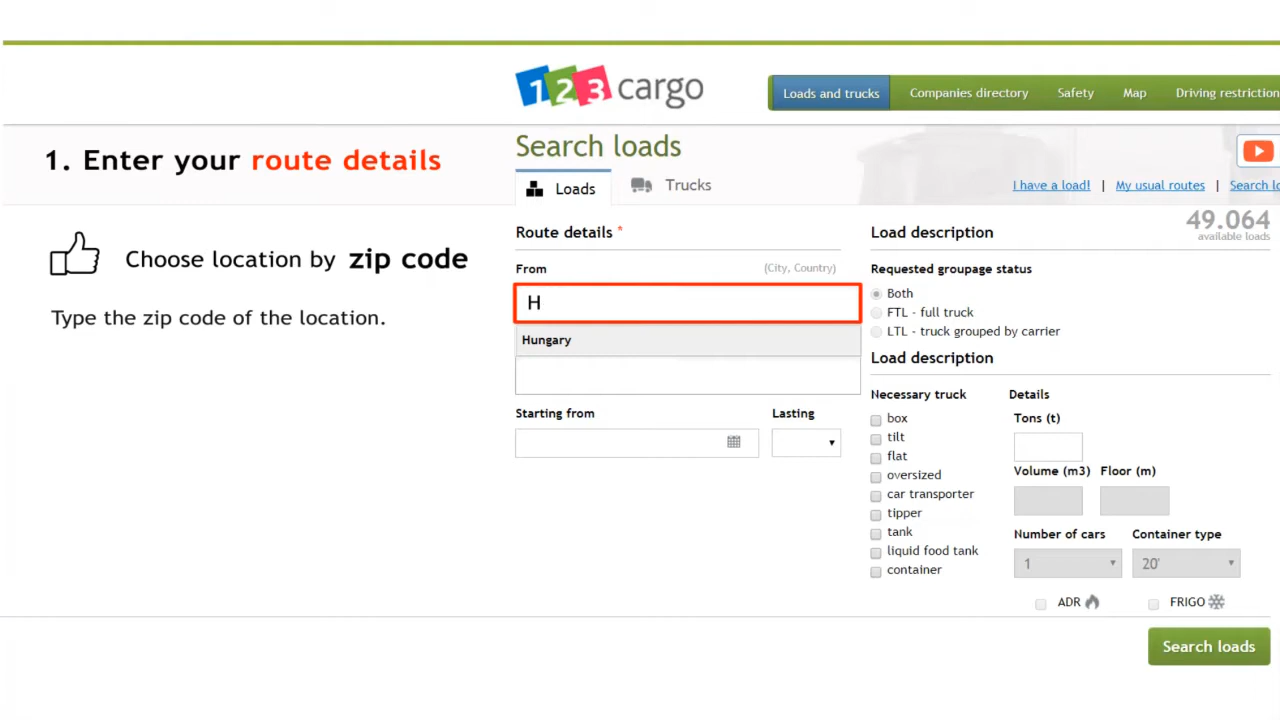 123 cargo
Loads and trucks
Companies directory
Safety
Map
Driving restriction
1. Enter your route details
Search loads
Loads
Trucks
I have a load! | My usual routes | Search lo
49.064
available loads
Choose location by zip code
Type the zip code of the location.
Route details *
From
(City, Country)
H
Hungary
Starting from
Lasting
Load description
Requested groupage status
Both
FTL - full truck
LTL - truck grouped by carrier
Load description
Necessary truck
box
tilt
flat
oversized
car transporter
tipper
tank
liquid food tank
container
Details
Tons (t)
Volume (m3)
Floor (m)
Number of cars
Container type
1
20'
ADR
FRIGO
Search loads